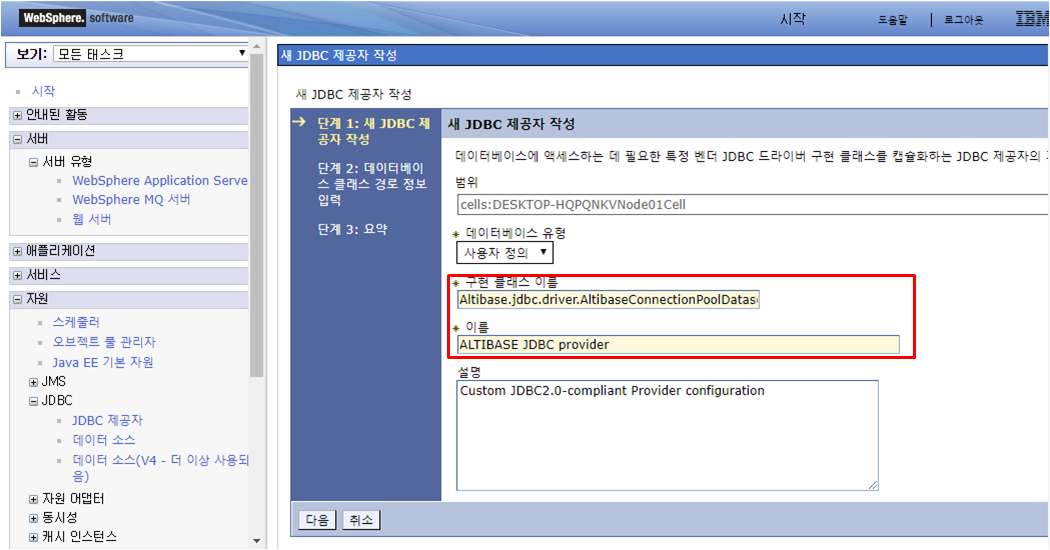 WebSphere. software
시작
도움말 | 로그아웃
IBM
보기: 모든 태스크
시작
안내된 활동
서버
서버 유형
WebSphere Application Serve
WebSphere MQ 서버
웹 서버
애플리케이션
서비스
자원
스케줄러
오브젝트 풀 관리자
Java EE 기본 자원
JMS
JDBC
JDBC 제공자
데이터 소스
데이터 소스(V4 - 더 이상 사용되
음)
자원 어댑터
동시성
캐시 인스턴스
새 JDBC 제공자 작성
새 JDBC 제공자 작성
단계 1: 새 JDBC 제
공자 작성
단계 2: 데이터베이
스 클래스 경로 정보
입력
단계 3: 요약
새 JDBC 제공자 작성
데이터베이스에 액세스하는 데 필요한 특정 벤더 JDBC 드라이버 구현 클래스를 캡슐화하는 JDBC 제공자의
범위
cells:DESKTOP-HQPQNKVNode01Cell
데이터베이스 유형
사용자 정의
구현 클래스 이름
Altibase.jdbc.driver.AltibaseConnectionPoolDatas
이름
ALTIBASE JDBC provider
설명
Custom JDBC2.0-compliant Provider configuration
다음 취소